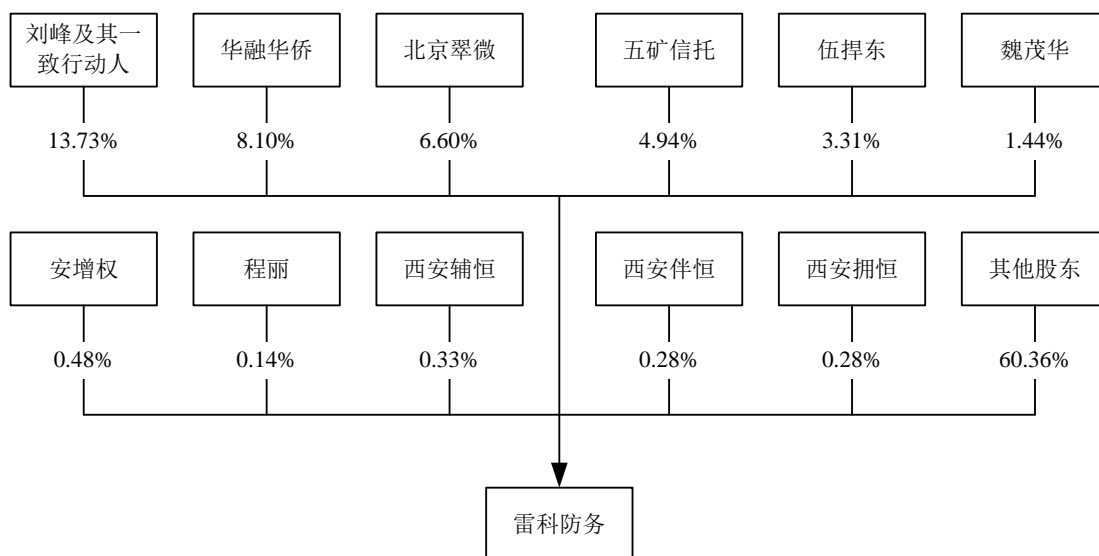 刘峰及其一
致行动人
华融华侨
北京翠微
五矿信托
伍捍东
魏茂华
13.73%
8.10%
6.60%
4.94%
3.31%
1.44%
安增权
程丽
西安辅恒
西安伴恒
西安拥恒
其他股东
0.48%
0.14%
0.33%
0.28%
0.28%
60.36%
雷科防务